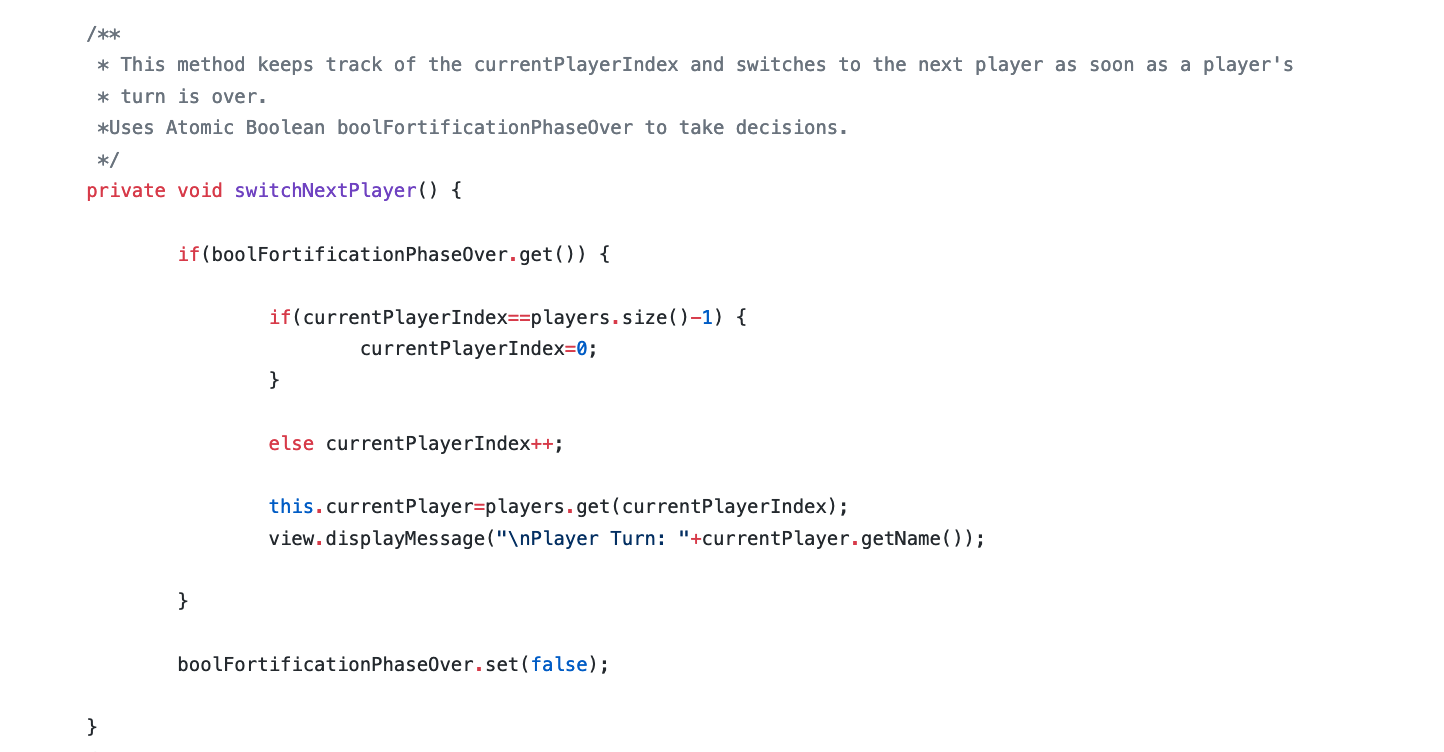 /**
 * This method keeps track of the currentPlayerIndex and switches to the next player as soon as a player's
 * turn is over.
 *Uses Atomic Boolean boolFortificationPhaseOver to take decisions.
 */
private void switchNextPlayer() {
        if(boolFortificationPhaseOver.get()) {
                if(currentPlayerIndex==players.size()-1) {
                        currentPlayerIndex=0;
                }
                else currentPlayerIndex++;
                this.currentPlayer=players.get(currentPlayerIndex);
                view.displayMessage("\nPlayer Turn: "+currentPlayer.getName());
        }
        boolFortificationPhaseOver.set(false);
}